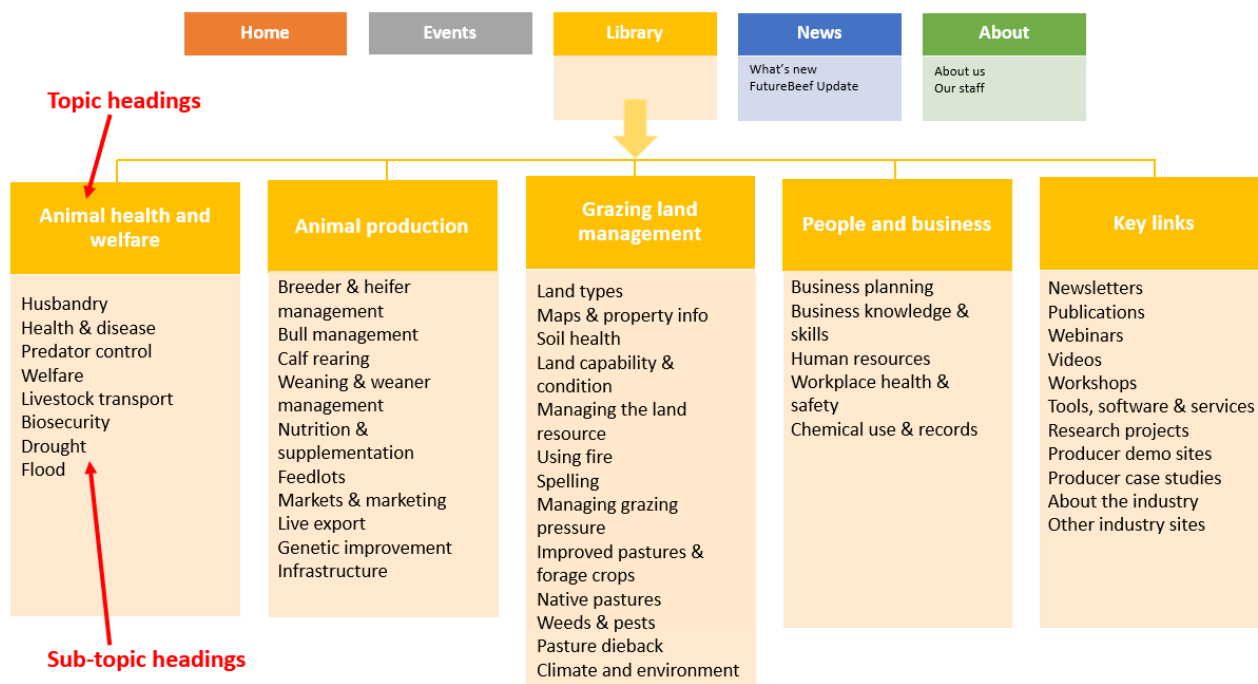 Home
Events
Library
News
About
What's new
FutureBeef Update
About us
Our staff
Topic headings
Animal health and
welfare
Husbandry
Health & disease
Predator control
Welfare
Livestock transport
Biosecurity
Drought
Flood
Sub-topic headings
Animal production
Breeder & heifer
management
Bull management
Calf rearing
Weaning & weaner
management
Nutrition &
supplementation
Feedlots
Markets & marketing
Live export
Genetic improvement
Infrastructure
Grazing land
management
Land types
Maps & property info
Soil health
Land capability &
condition
Managing the land
resource
Using fire
Spelling
Managing grazing
pressure
Improved pastures &
forage crops
Native pastures
Weeds & pests
Pasture dieback
Climate and environment
People and business
Business planning
Business knowledge &
skills
Human resources
Workplace health &
safety
Chemical use & records
Key links
Newsletters
Publications
Webinars
Videos
Workshops
Tools, software & services
Research projects
Producer demo sites
Producer case studies
About the industry
Other industry sites